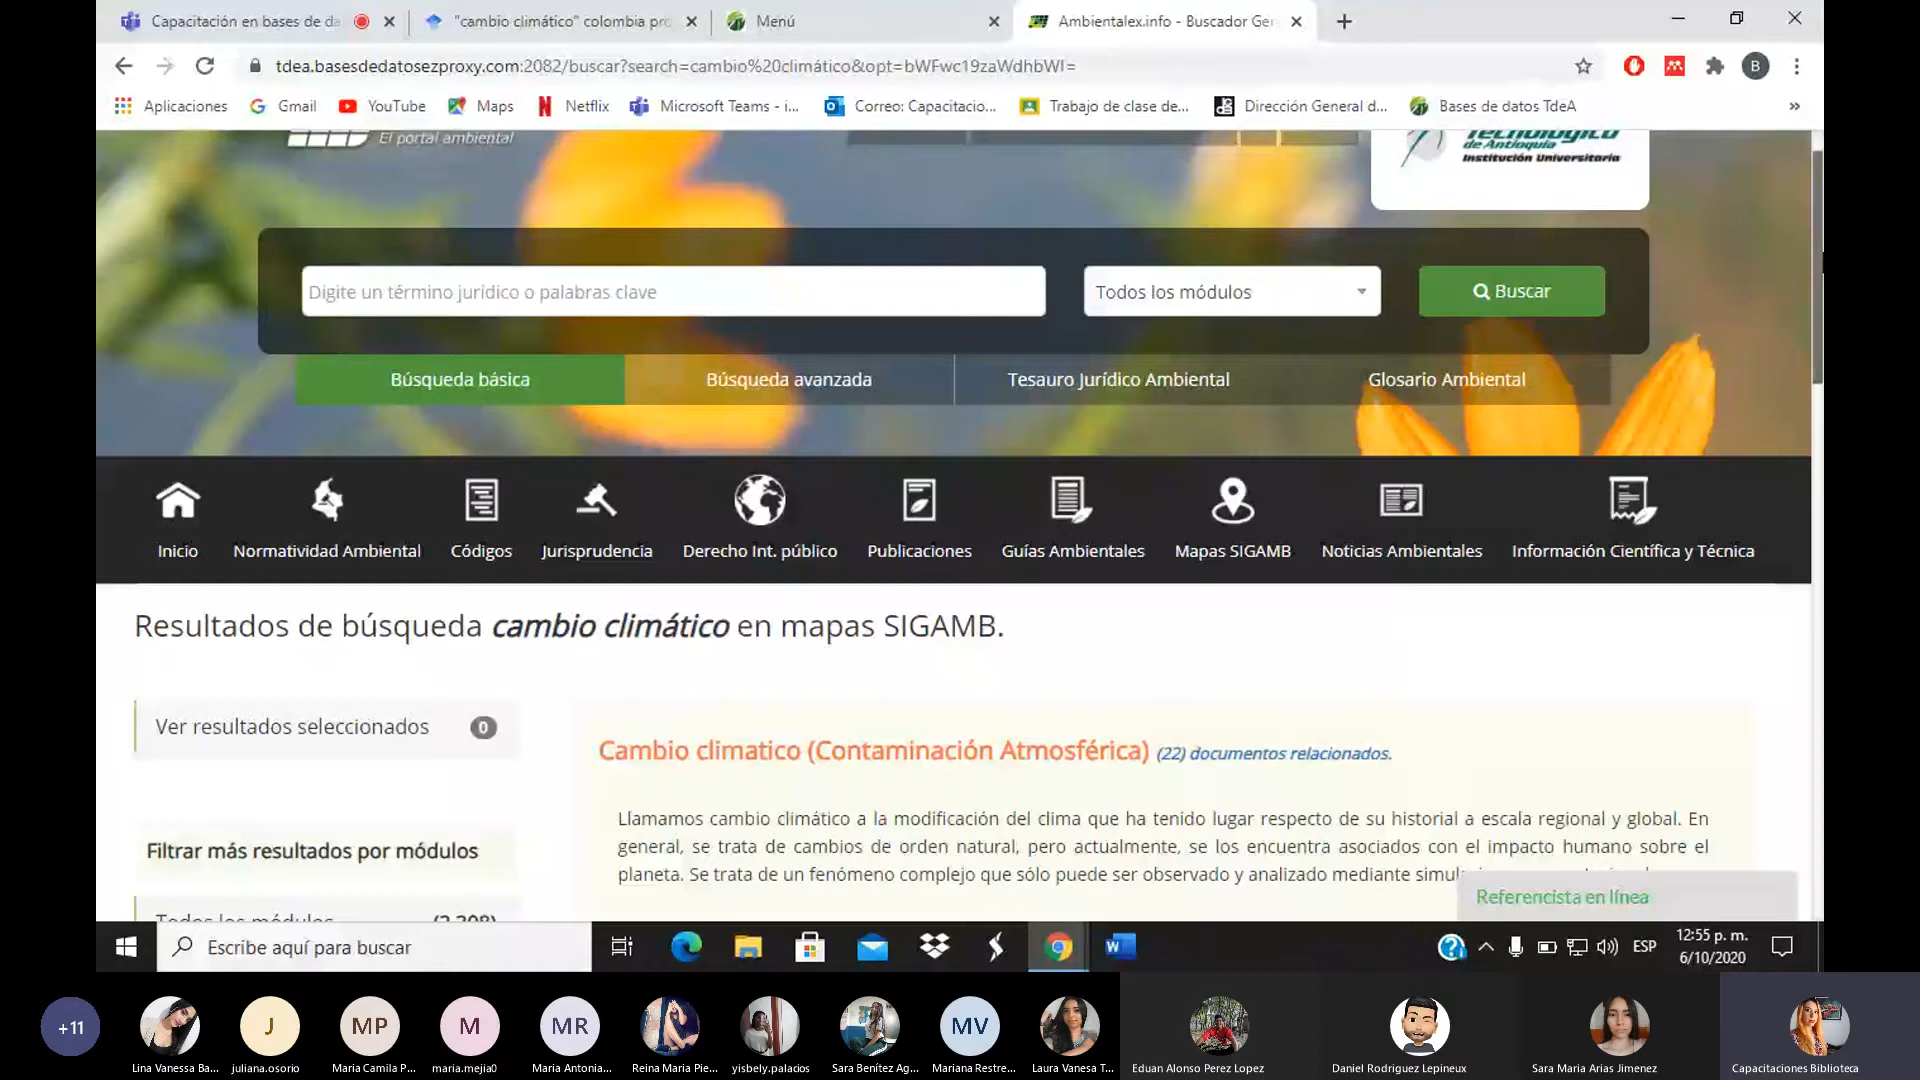 Capacitación en bases de da
"cambio climático" colombia pro
Menú
Ambientalex.info - Buscador Gen
tdea.basesdedatosezproxy.com:2082/buscar?search=cambio%20climático&opt=bWFwc19zaWdhbWI=
B
Aplicaciones
Gmail
YouTube
Maps
Netflix
Microsoft Teams - i...
Correo: Capacitacio...
Trabajo de clase de...
Dirección General d...
Bases de datos TdeA
»
El portal ambiental
Tecnológico
de Antioquia
Institución Universitaria
Digite un término jurídico o palabras clave
Todos los módulos
Buscar
Búsqueda básica
Búsqueda avanzada
Tesauro Jurídico Ambiental
Glosario Ambiental
Inicio
Normatividad Ambiental
Códigos
Jurisprudencia
Derecho Int. público
Publicaciones
Guías Ambientales
Mapas SIGAMB
Noticias Ambientales
Información Científica y Técnica
Resultados de búsqueda cambio climático en mapas SIGAMB.
Ver resultados seleccionados 0
Cambio climatico (Contaminación Atmosférica) (22) documentos relacionados.
Llamamos cambio climático a la modificación del clima que ha tenido lugar respecto de su historial a escala regional y global. En
general, se trata de cambios de orden natural, pero actualmente, se los encuentra asociados con el impacto humano sobre el
planeta. Se trata de un fenómeno complejo que sólo puede ser observado y analizado mediante
Filtrar más resultados por módulos
Todos los módulos (2.308)
Referencista en línea
Escribe aquí para buscar
ESP
12:55 p. m.
6/10/2020
+11
J
MP
M
MR
MV
Lina Vanessa Ba...
juliana.osorio
Maria Camila P...
maria.mejia0
Maria Antonia...
Reina Maria Pie...
yisbely.palacios
Sara Benítez Ag...
Mariana Restre...
Laura Vanesa T...
Eduan Alonso Perez Lopez
Daniel Rodriguez Lepineux
Sara Maria Arias Jimenez
Capacitaciones Biblioteca